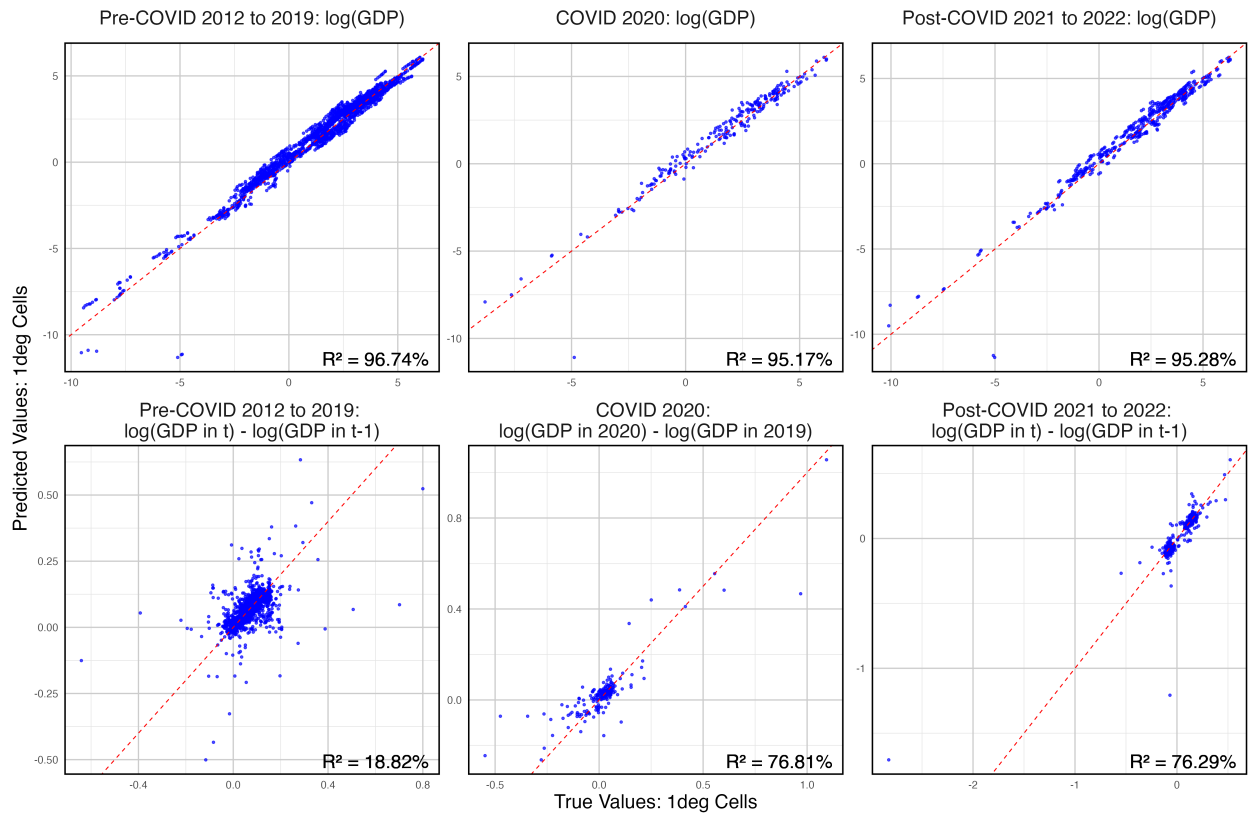 Pre-COVID 2012 to 2019: log(GDP)
COVID 2020: log(GDP)
Post-COVID 2021 to 2022: log(GDP)
Predicted Values: 1deg Cells
5
0
-5
-10
R² = 96.74%
-10
-5
0
5
5
0
-5
-10
R² = 95.17%
-5
0
5
5
0
-5
-10
R² = 95.28%
-10
-5
0
5
Pre-COVID 2012 to 2019:
log(GDP in t) - log(GDP in t-1)
COVID 2020:
log(GDP in 2020) - log(GDP in 2019)
Post-COVID 2021 to 2022:
log(GDP in t) - log(GDP in t-1)
0.50
0.25
0.00
-0.25
-0.50
R² = 18.82%
-0.4
0.0
0.4
0.8
0.8
0.4
0.0
R² = 76.81%
-0.5
0.0
0.5
1.0
0
-1
R² = 76.29%
-2
-1
0
True Values: 1deg Cells